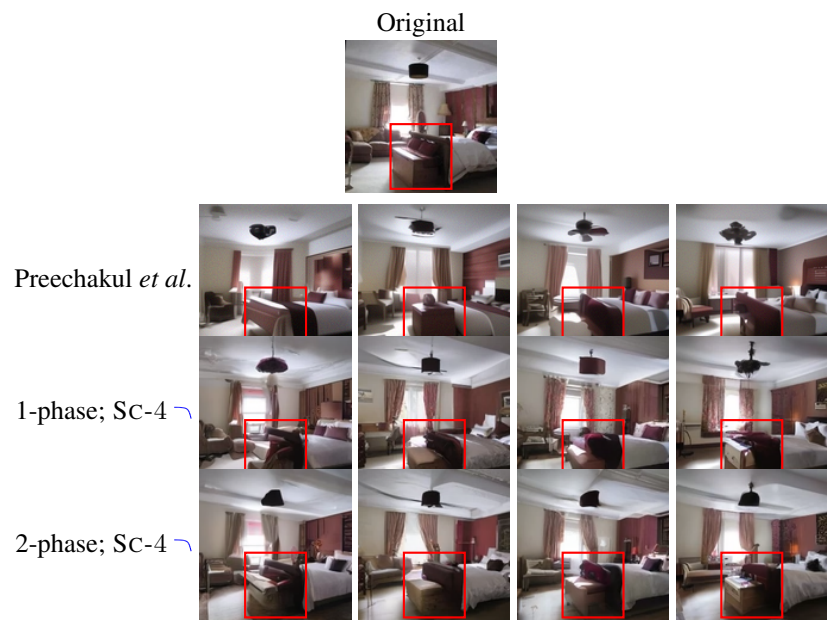 Original
Preechakul et al.
1-phase; SC-4
2-phase; SC-4